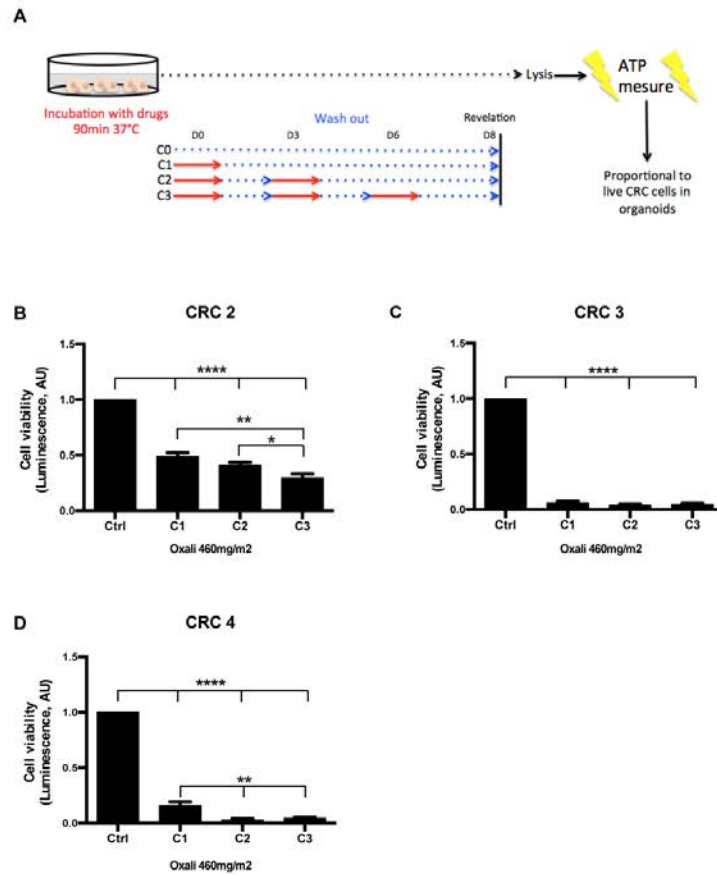 A
Lysis
ATP
mesure
Incubation with drugs
90min 37°C
Wash out
Revelation
D0 D3 D6 D8
C0
C1
C2
C3
Proportional to
live CRC cells in
organoids
B
CRC 2
Cell viability
(Luminescence, AU)
1.5
1.0
0.5
0.0
****
**
*
Ctrl C1 C2 C3
Oxali 460mg/m2
C
CRC 3
Cell viability
(Luminescence, AU)
1.5
1.0
0.5
0.0
****
Ctrl C1 C2 C3
Oxali 460mg/m2
D
CRC 4
Cell viability
(Luminescence, AU)
1.5
1.0
0.5
0.0
****
**
Ctrl C1 C2 C3
Oxali 460mg/m2